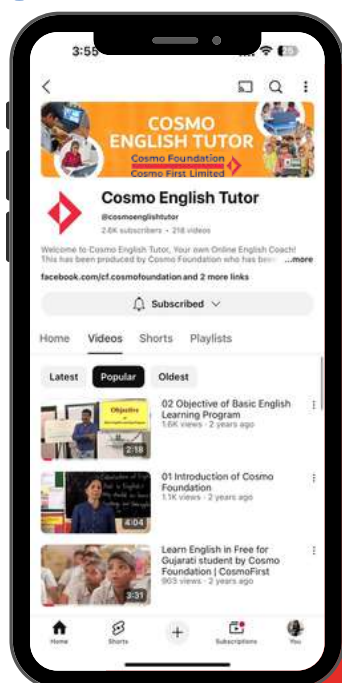 3:55
COSMO
ENGLISH TUTOR
Cosmo Foundation
Cosmo First Limited
Cosmo English Tutor
@cosmoenglishtutor
2.6K subscribers • 218 videos
Welcome to Cosmo English Tutor, Your own Online English Coach!
This has been produced by Cosmo Foundation who has been ...more
facebook.com/cf.cosmofoundation and 2 more links
Subscribed
Home Videos Shorts Playlists
Latest Popular Oldest
Objective
2:18
02 Objective of Basic English
Learning Program
1.6K views · 2 years ago
4:04
01 Introduction of Cosmo
Foundation
1.1K views · 2 years ago
3:31
Learn English in Free for
Gujarati student by Cosmo
Foundation | CosmoFirst
903 views · 2 years ago
Home Shorts Subscriptions You